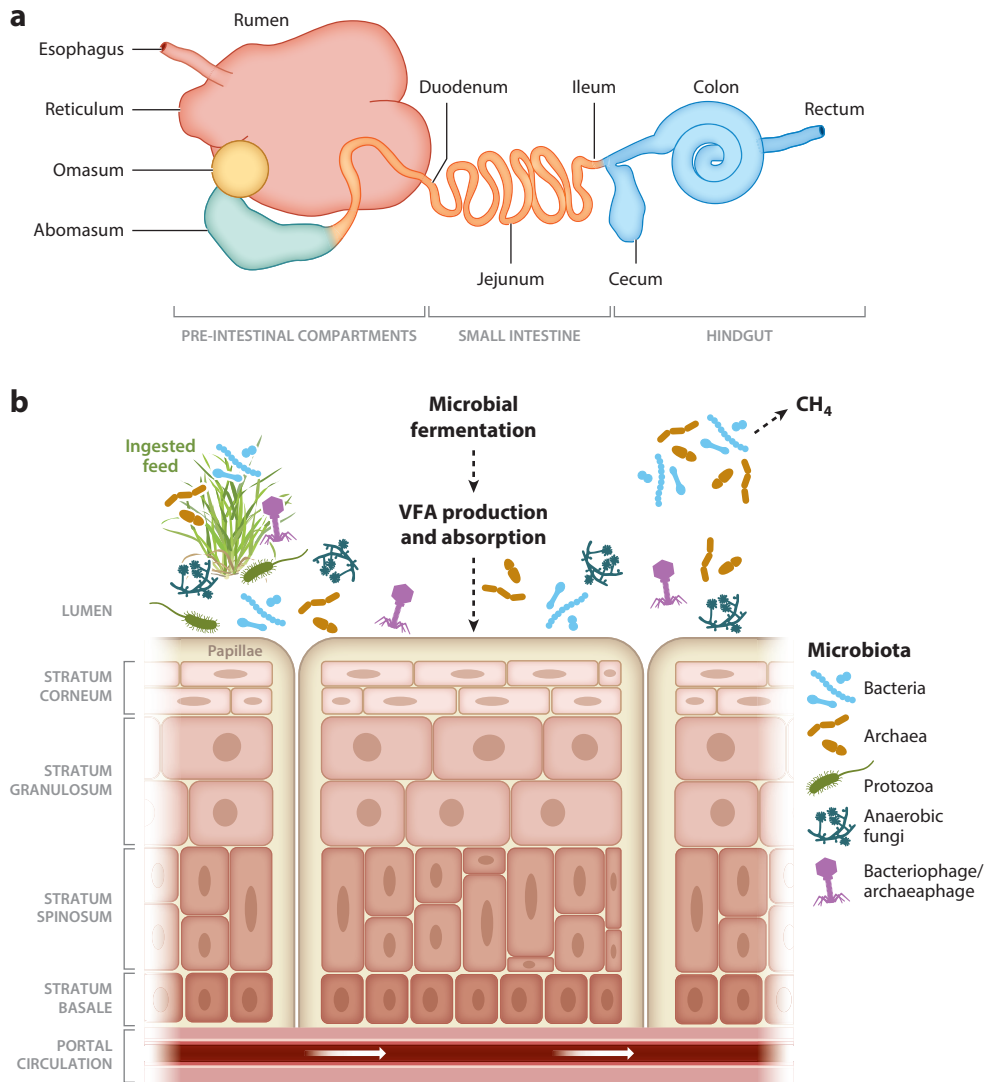 a
Rumen
Esophagus
Reticulum
Omasum
Abomasum
Duodenum
Ileum
Colon
Rectum
Jejunum
Cecum
PRE-INTESTINAL COMPARTMENTS
SMALL INTESTINE
HINDGUT
b
Ingested
feed
Microbial
fermentation
VFA production
and absorption
CH₄
LUMEN
Papillae
STRATUM
CORNEUM
STRATUM
GRANULOSUM
STRATUM
SPINOSUM
STRATUM
BASALE
PORTAL
CIRCULATION
Microbiota
Bacteria
Archaea
Protozoa
Anaerobic
fungi
Bacteriophage/
archaeaphage